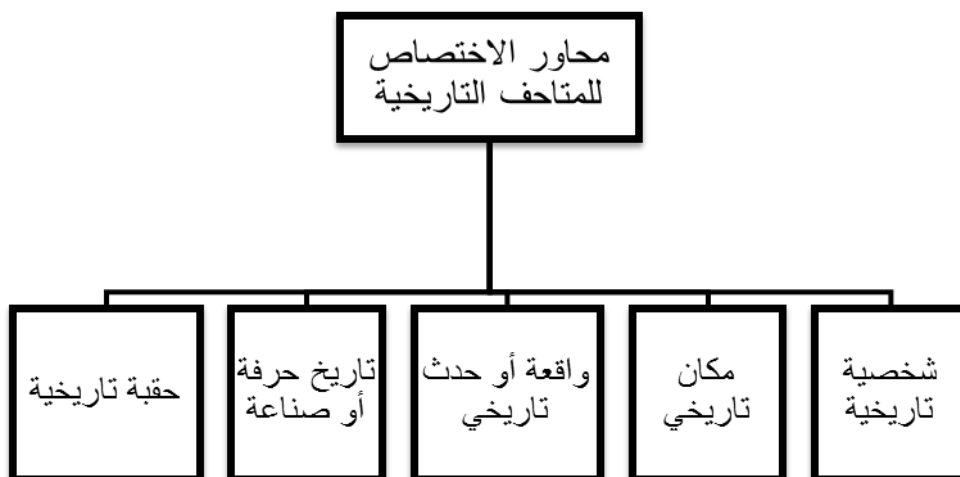 محاور الاختصاص
للمتاحف التاريخية
شخصية
تاريخية
مكان
تاريخي
واقعة أو حدث
تاريخي
تاريخ حرفة
أو صناعة
حقبة تاريخية